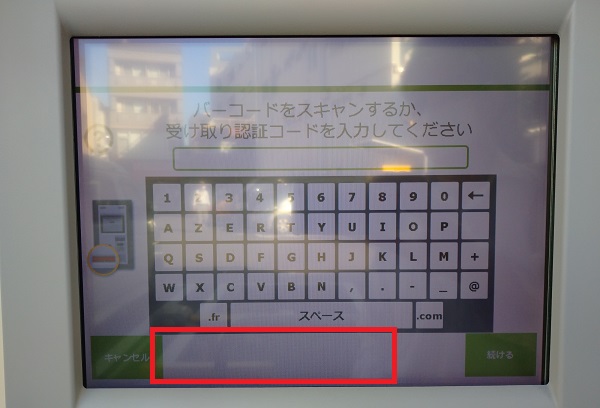 バーコードをスキャンするか、
受け取り認証コードを入力してください
1 2 3 4 5 6 7 8 9 0 ←
A Z E R T Y U I O P
Q S D F G H J K L M +
W X C V B N , . - _ @
.fr スペース .com
キャンセル 続ける